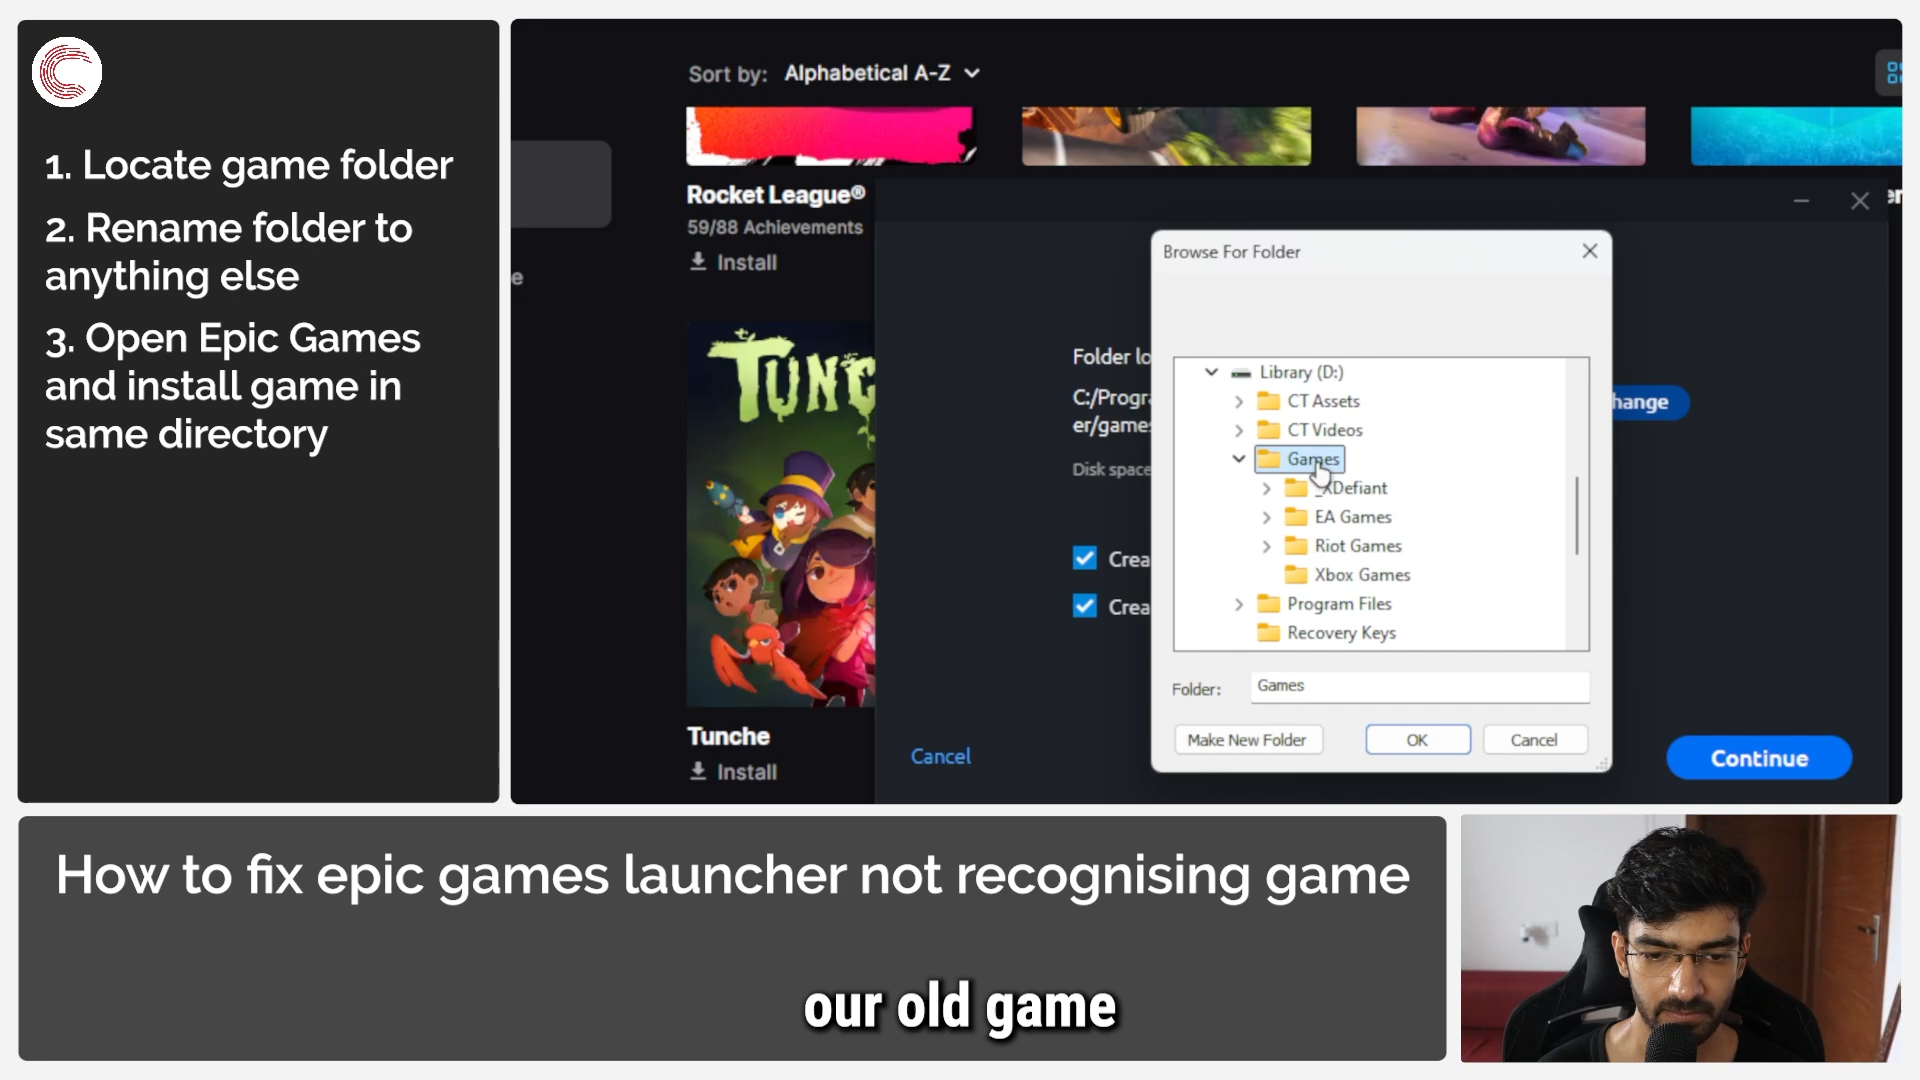 1. Locate game folder
2. Rename folder to
anything else
3. Open Epic Games
and install game in
same directory
Sort by: Alphabetical A-Z
Rocket League®
59/88 Achievements
Install
e
TUNC
Tunche
Install
Folder lo
C:/Progr
er/game
Disk space
hange
Crea
Crea
Cancel
Continue
Browse For Folder
Library (D:)
CT Assets
CT Videos
Games
_XDefiant
EA Games
Riot Games
Xbox Games
Program Files
Recovery Keys
Folder: Games
Make New Folder OK Cancel
How to fix epic games launcher not recognising game
our old game